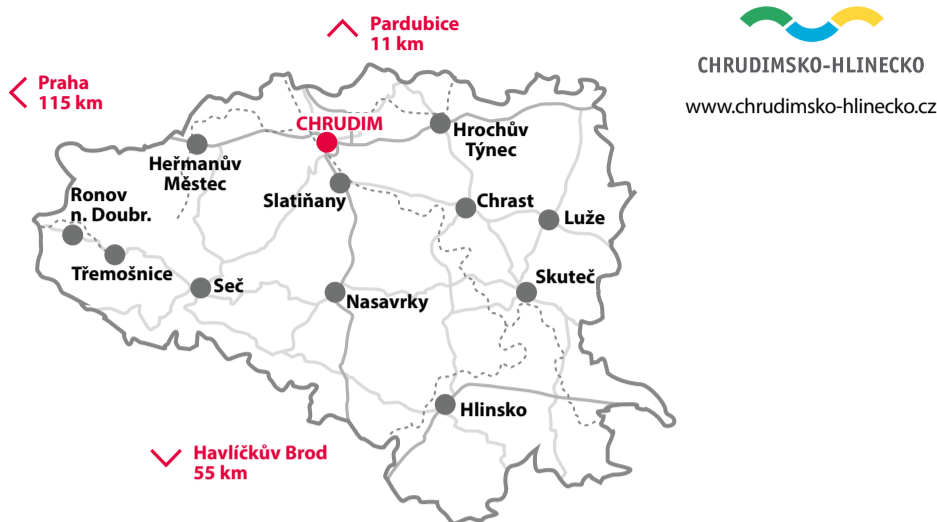 Pardubice
11 km
CHRUDIMSKO-HLINECKO
www.chrudimsko-hlinecko.cz
Praha
115 km
CHRUDIM
Hrochův
Týnec
Heřmanův
Městec
Slatiňany
Chrast
Luže
Ronov
n. Doubr.
Třemošnice
Seč
Nasavrky
Skuteč
Hlinsko
Havlíčkův Brod
55 km